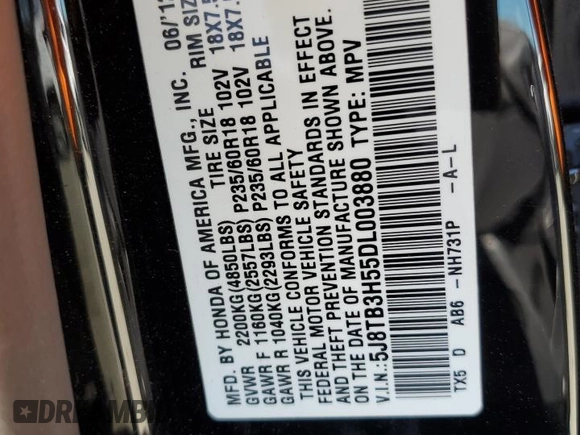 MFD. BY HONDA OF AMERICA MFG., INC. 06/'12
TIRE SIZE RIM SIZE
GVWR 2200KG(4850LBS)
GAWR F 1160KG(2557LBS) P235/60R18 102V 18X7.5
GAWR R 1040KG(2293LBS) P235/60R18 102V 18X7.5
THIS VEHICLE CONFORMS TO ALL APPLICABLE
FEDERAL MOTOR VEHICLE SAFETY
AND THEFT PREVENTION STANDARDS IN EFFECT
ON THE DATE OF MANUFACTURE SHOWN ABOVE.
V.I.N.: 5J8TB3H55DL003880 TYPE: MPV
TX5 D AB6 -NH731P -A-L